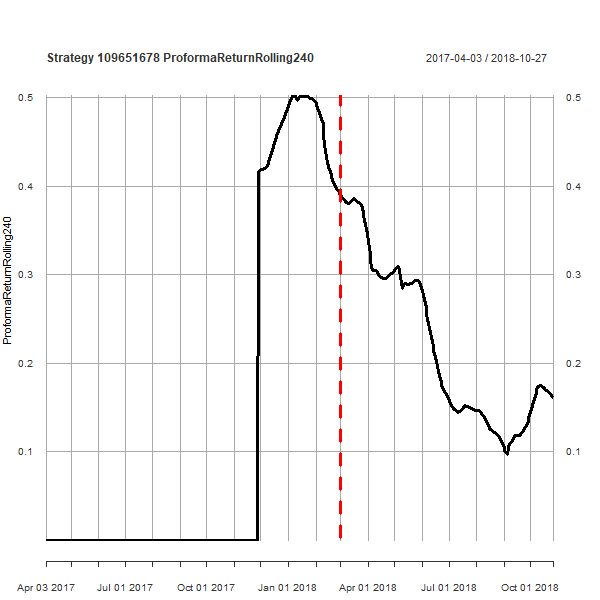 Strategy 109651678 ProformaReturnRolling240
2017-04-03 / 2018-10-27
0.5
0.5
0.4
0.4
0.3
0.3
0.2
0.2
0.1
0.1
ProformaReturnRolling240
Apr 03 2017
Jul 01 2017
Oct 01 2017
Jan 01 2018
Apr 01 2018
Jul 01 2018
Oct 01 2018